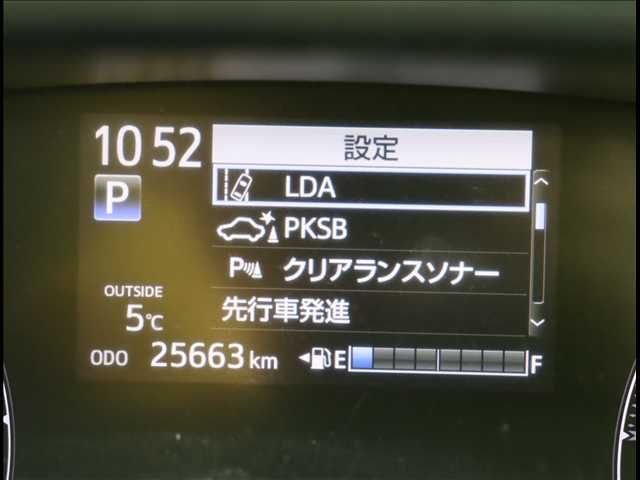 10 52
設定
P
LDA
PKSB
P クリアランスソナー
先行車発進
OUTSIDE
5℃
ODO 25663 km
E F